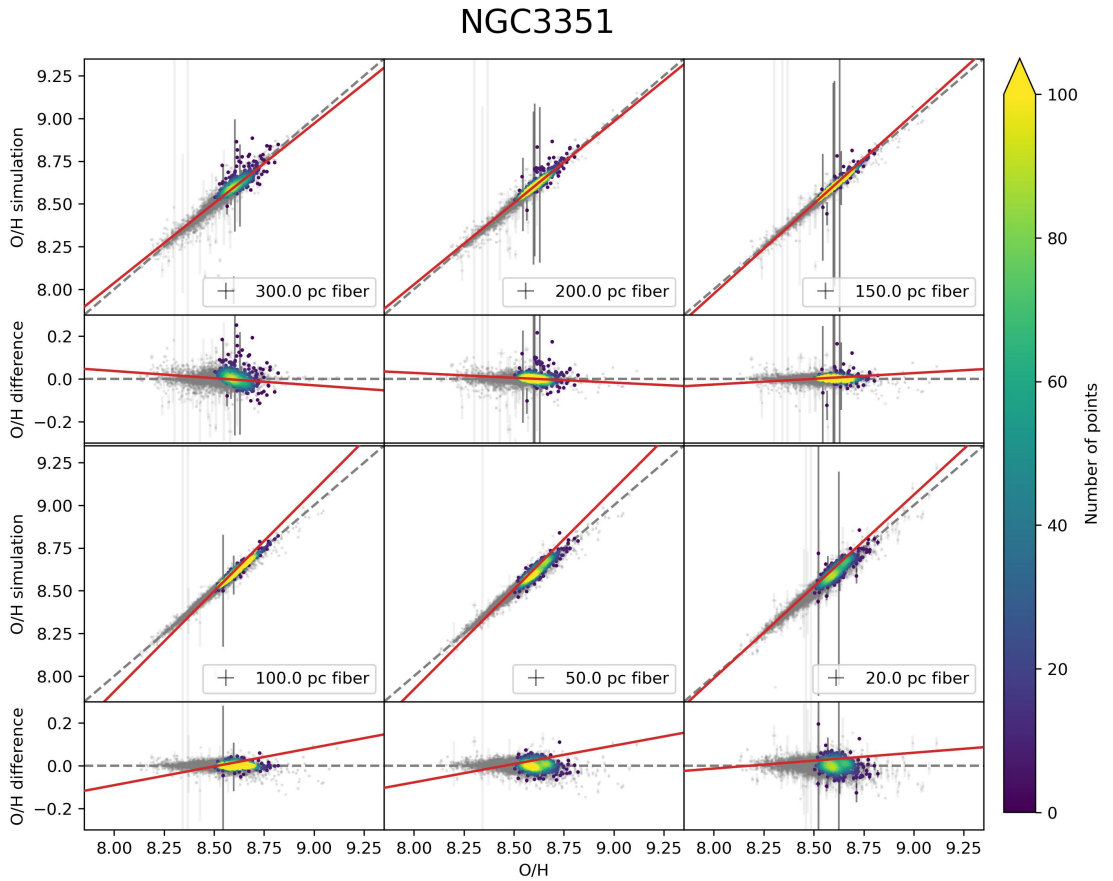 NGC3351
9.25
9.00
8.75
8.50
8.25
8.00
O/H simulation
300.0 pc fiber
200.0 pc fiber
150.0 pc fiber
0.2
0.0
−0.2
O/H difference
9.25
9.00
8.75
8.50
8.25
8.00
O/H simulation
100.0 pc fiber
50.0 pc fiber
20.0 pc fiber
0.2
0.0
−0.2
O/H difference
8.00 8.25 8.50 8.75 9.00 9.25 8.00 8.25 8.50 8.75 9.00 9.25 8.00 8.25 8.50 8.75 9.00 9.25
O/H
100
80
60
40
20
0
Number of points